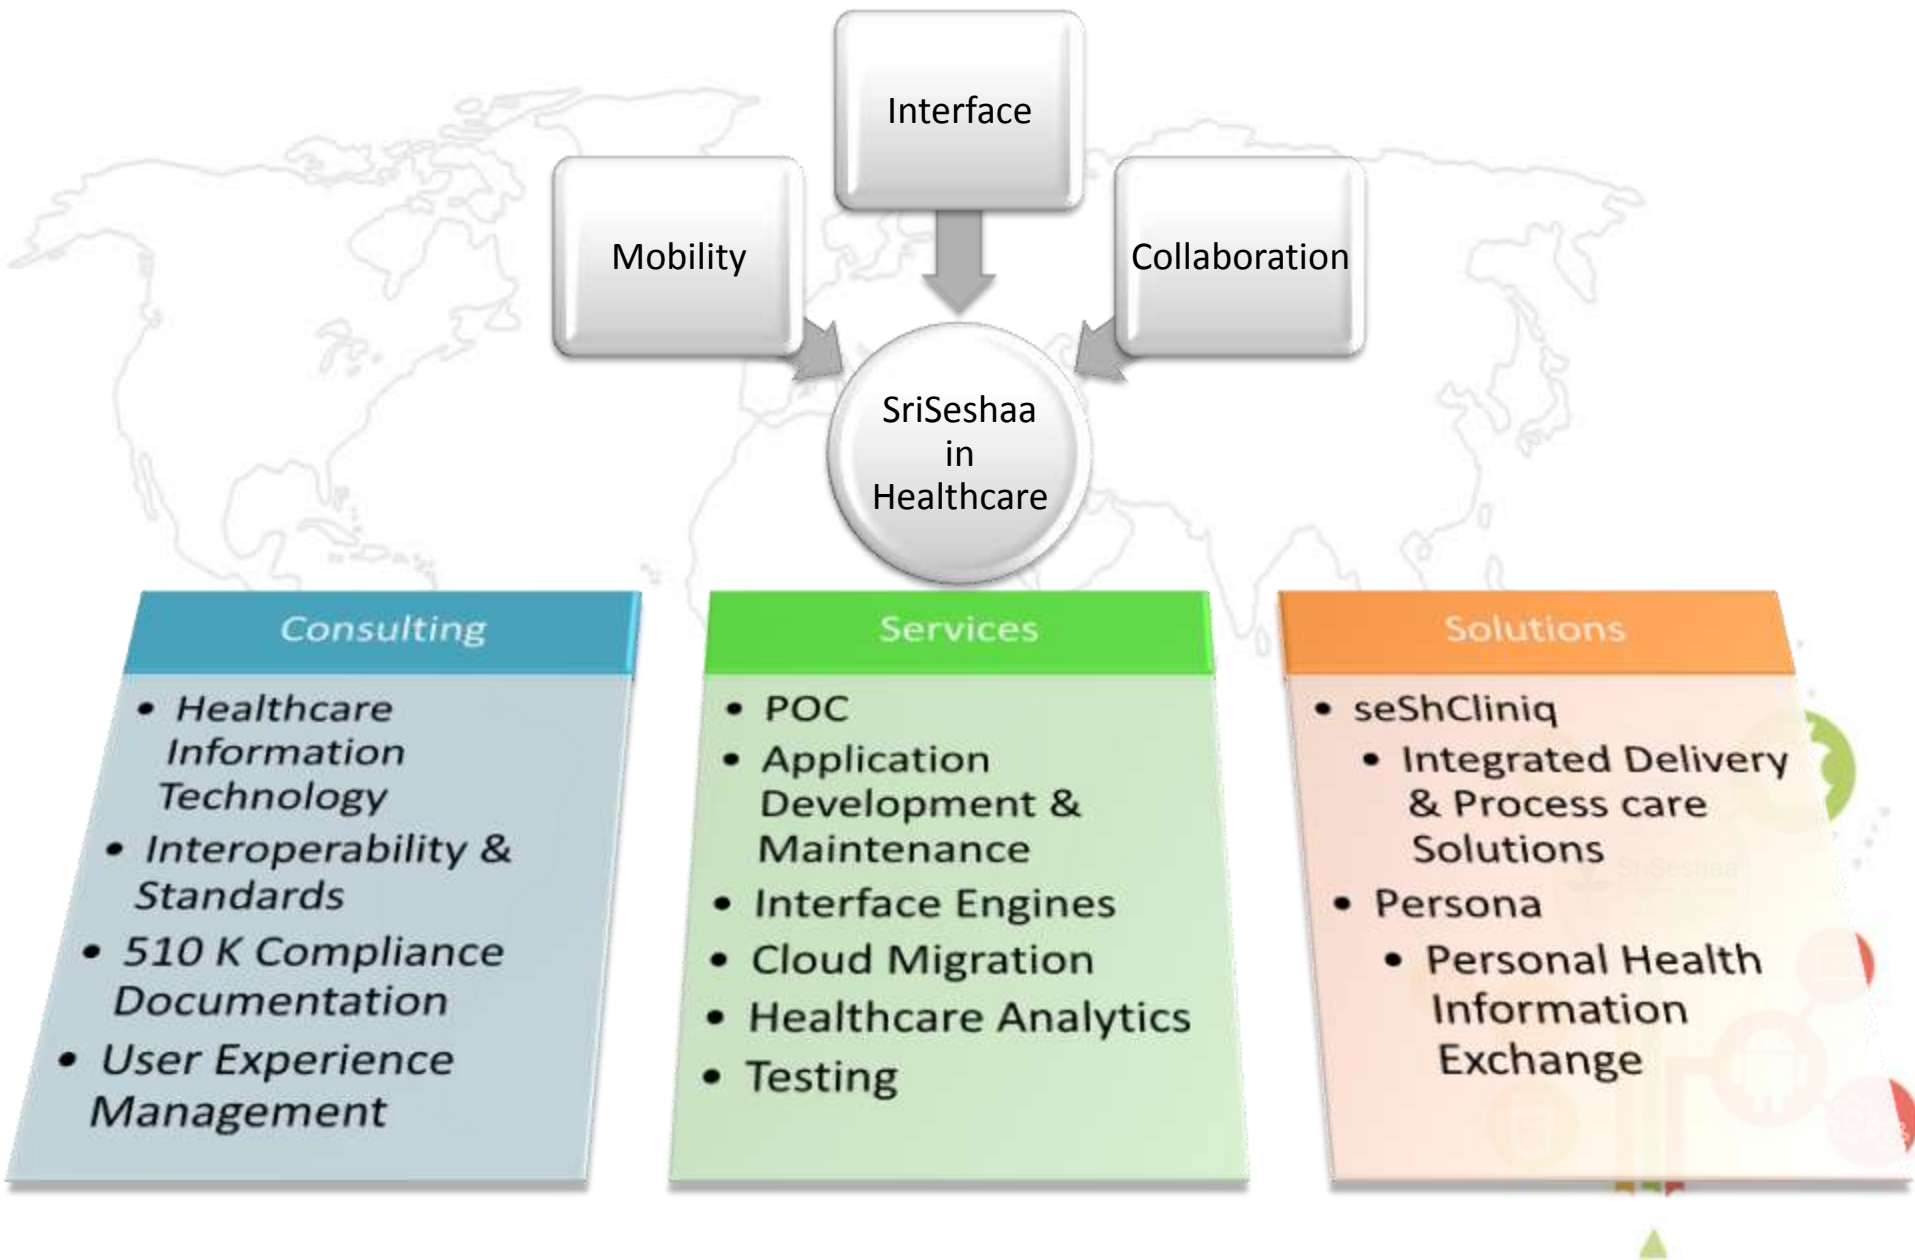 Interface
Mobility
Collaboration
SriSeshaa
in
Healthcare
Consulting
• Healthcare
Information
Technology
• Interoperability &
Standards
• 510 K Compliance
Documentation
• User Experience
Management
Services
• POC
• Application
Development &
Maintenance
• Interface Engines
• Cloud Migration
• Healthcare Analytics
• Testing
Solutions
• seShCliniq
• Integrated Delivery
& Process care
Solutions
SriSeshaa
• Persona
• Personal Health
Information
Exchange